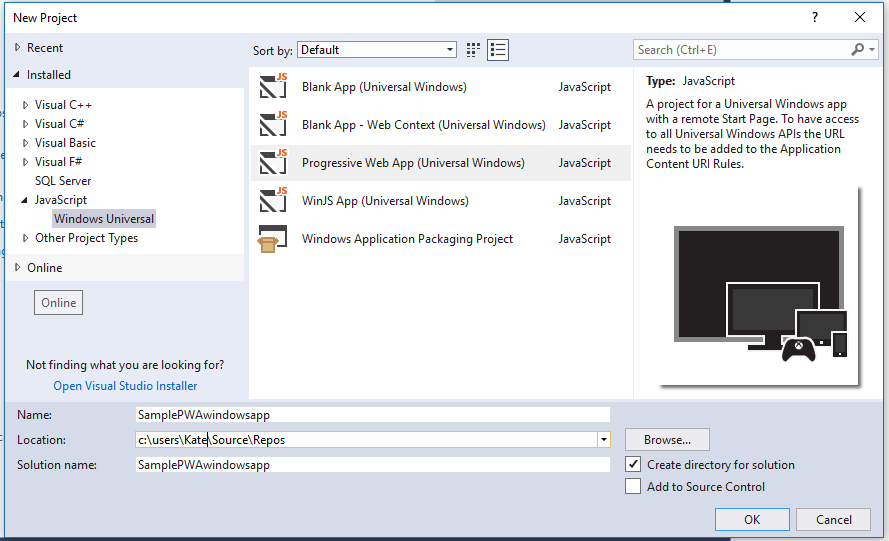 New Project
?
Recent
Installed
Visual C++
Visual C#
Visual Basic
Visual F#
SQL Server
JavaScript
Windows Universal
Other Project Types
Online
Online
Not finding what you are looking for?
Open Visual Studio Installer
Sort by: Default
Search (Ctrl+E)
JS Blank App (Universal Windows) JavaScript
JS Blank App - Web Context (Universal Windows) JavaScript
JS Progressive Web App (Universal Windows) JavaScript
JS WinJS App (Universal Windows) JavaScript
Windows Application Packaging Project JavaScript
Type: JavaScript
A project for a Universal Windows app
with a remote Start Page. To have access
to all Universal Windows APIs the URL
needs to be added to the Application
Content URI Rules.
Name: SamplePWAwindowsapp
Location: c:\users\Kate\Source\Repos
Browse...
Solution name: SamplePWAwindowsapp
Create directory for solution
Add to Source Control
OK
Cancel